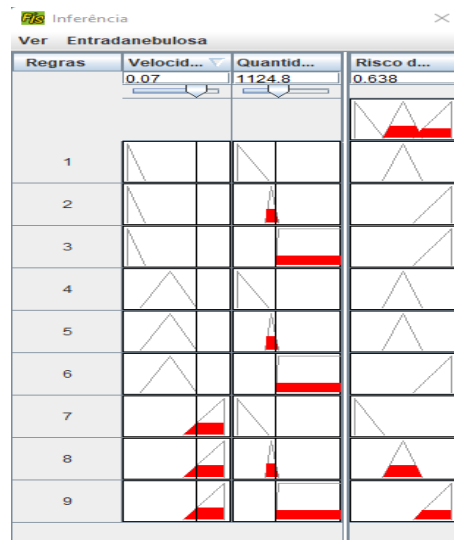 Fis Inferência
Ver Entradanebulosa
Regras Velocid... Quantid... Risco d...
0.07 1124.8 0.638
1
2
3
4
5
6
7
8
9